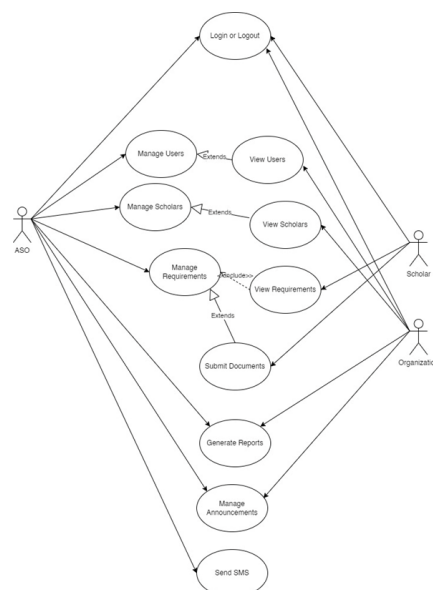 Login or Logout
Manage Users
Extends
View Users
Manage Scholars
Extends
View Scholars
ASO
Scholar
Manage
Requirements
View Requirements
Extends
Organizatio
Submit Documents
Generate Reports
Manage
Announcements
Send SMS